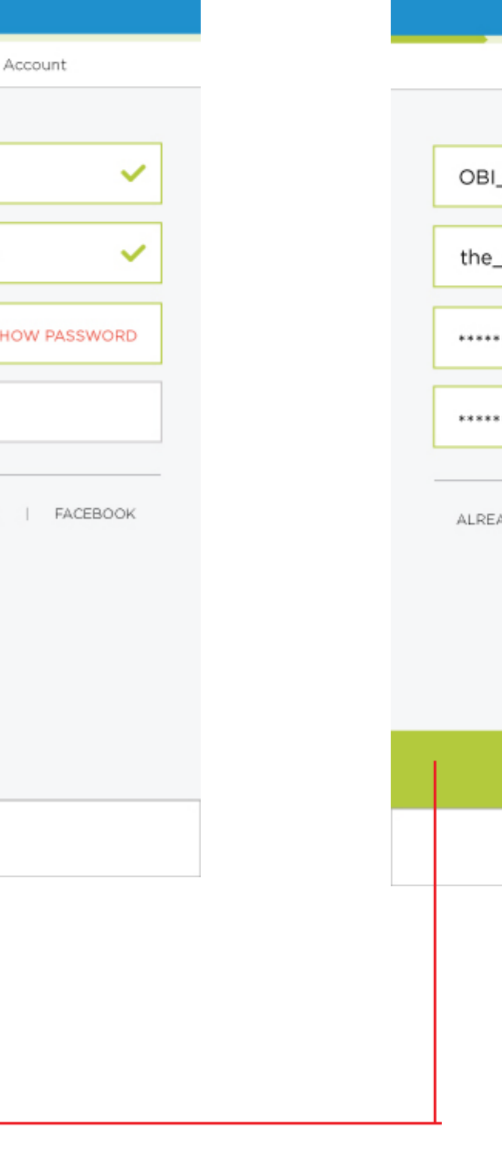 Account
HOW PASSWORD
| FACEBOOK
OBI_
the_
*****
*****
ALREA